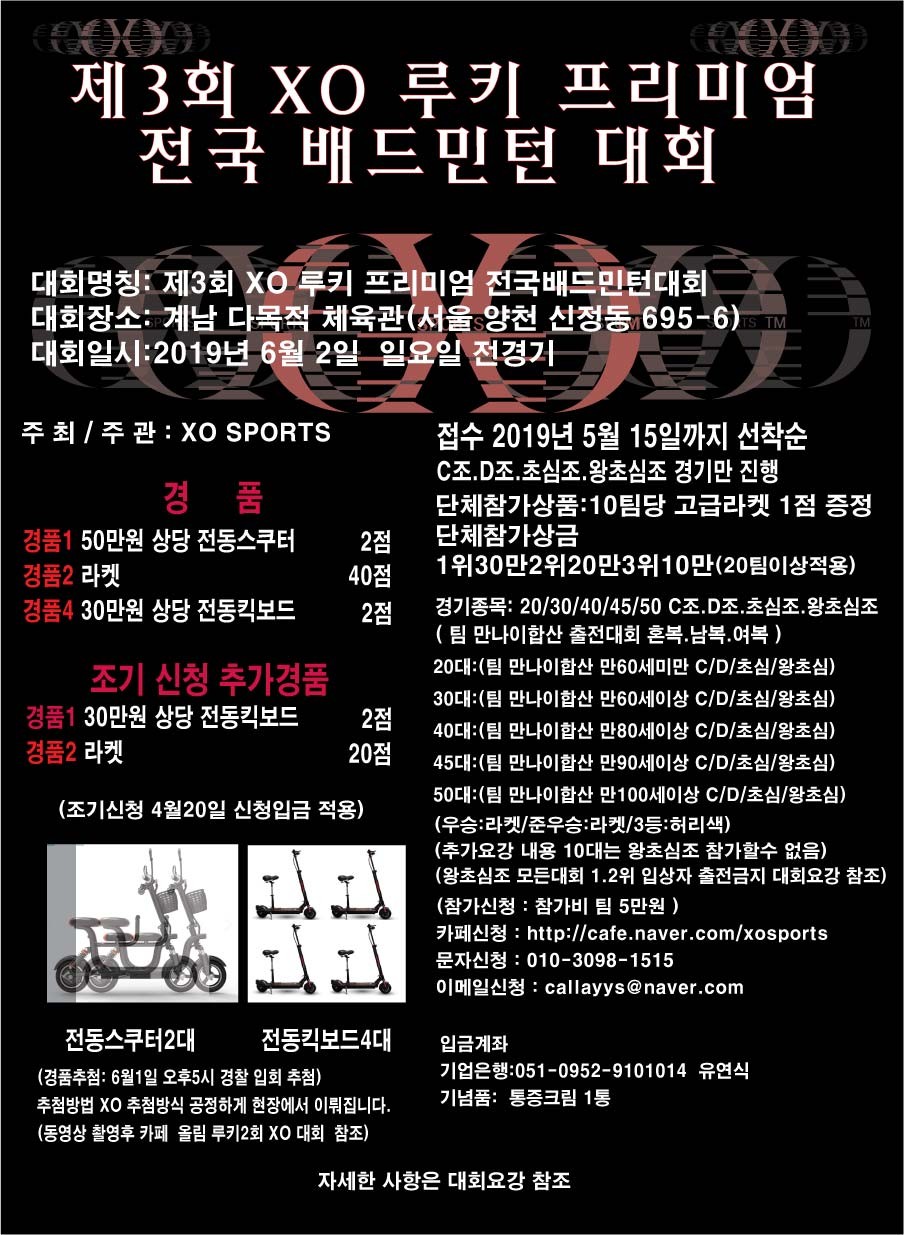 제3회 XO 루키 프리미엄
전국 배드민턴 대회
대회명칭: 제3회 XO 루키 프리미엄 전국배드민턴대회
대회장소: 계남 다목적 체육관(서울 양천 신정동 695-6)
대회일시:2019년 6월 2일 일요일 전경기
주 최 / 주 관 : XO SPORTS
경 품
경품1 50만원 상당 전동스쿠터 2점
경품2 라켓 40점
경품4 30만원 상당 전동킥보드 2점
조기 신청 추가경품
경품1 30만원 상당 전동킥보드 2점
경품2 라켓 20점
(조기신청 4월20일 신청입금 적용)
전동스쿠터2대 전동킥보드4대
(경품추첨: 6월1일 오후5시 경찰 입회 추첨)
추첨방법 XO 추첨방식 공정하게 현장에서 이뤄집니다.
(동영상 촬영후 카페 올림 루키2회 XO 대회 참조)
접수 2019년 5월 15일까지 선착순
C조.D조.초심조.왕초심조 경기만 진행
단체참가상품:10팀당 고급라켓 1점 증정
단체참가상금
1위30만2위20만3위10만(20팀이상적용)
경기종목: 20/30/40/45/50 C조.D조.초심조.왕초심조
( 팀 만나이합산 출전대회 혼복.남복.여복 )
20대:(팀 만나이합산 만60세미만 C/D/초심/왕초심)
30대:(팀 만나이합산 만60세이상 C/D/초심/왕초심)
40대:(팀 만나이합산 만80세이상 C/D/초심/왕초심)
45대:(팀 만나이합산 만90세이상 C/D/초심/왕초심)
50대:(팀 만나이합산 만100세이상 C/D/초심/왕초심)
(우승:라켓/준우승:라켓/3등:허리색)
(추가요강 내용 10대는 왕초심조 참가할수 없음)
(왕초심조 모든대회 1.2위 입상자 출전금지 대회요강 참조)
(참가신청 : 참가비 팀 5만원 )
카페신청 : http://cafe.naver.com/xosports
문자신청 : 010-3098-1515
이메일신청 : callayys@naver.com
입금계좌
기업은행:051-0952-9101014 유연식
기념품: 통증크림 1통
자세한 사항은 대회요강 참조